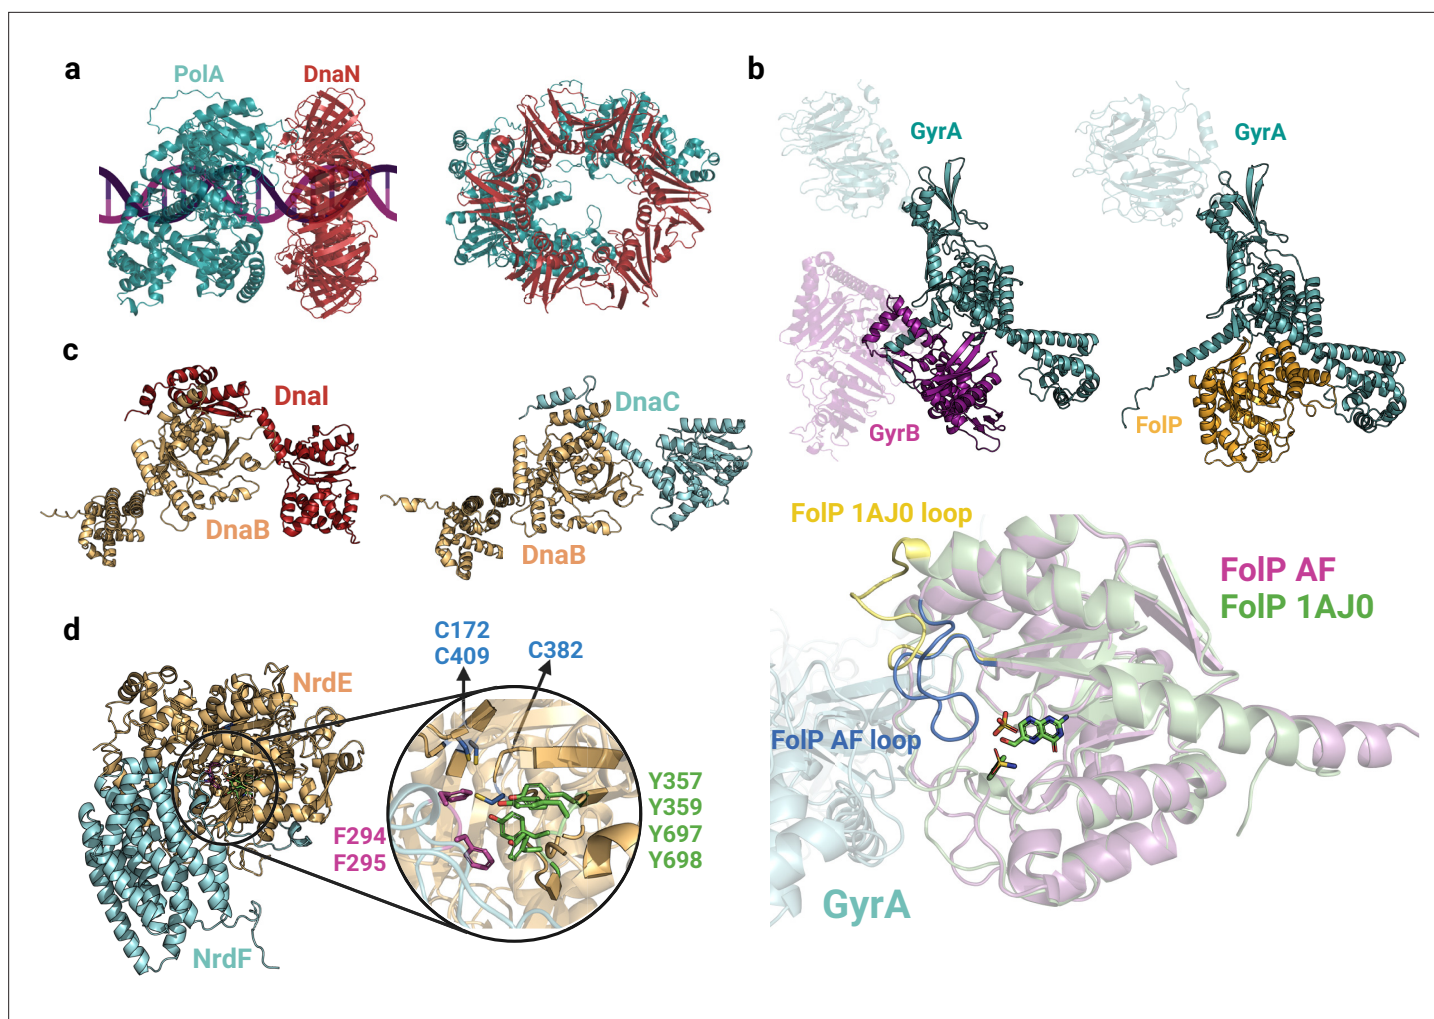 a
PolA
DnaN
b
GyrA
GyrA
GyrB
FolP
c
DnaI
DnaB
DnaC
DnaB
FolP 1AJ0 loop
FolP AF
FolP 1AJ0
FolP AF loop
GyrA
d
C172
C409
C382
NrdE
F294
F295
Y357
Y359
Y697
Y698
NrdF